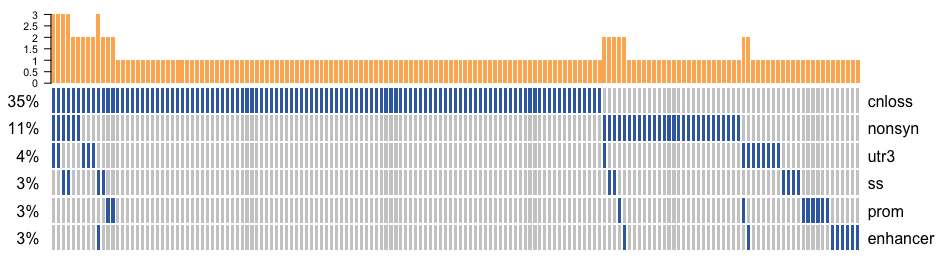 3
2.5
2
1.5
1
0.5
0
35% cnloss
11% nonsyn
4% utr3
3% ss
3% prom
3% enhancer